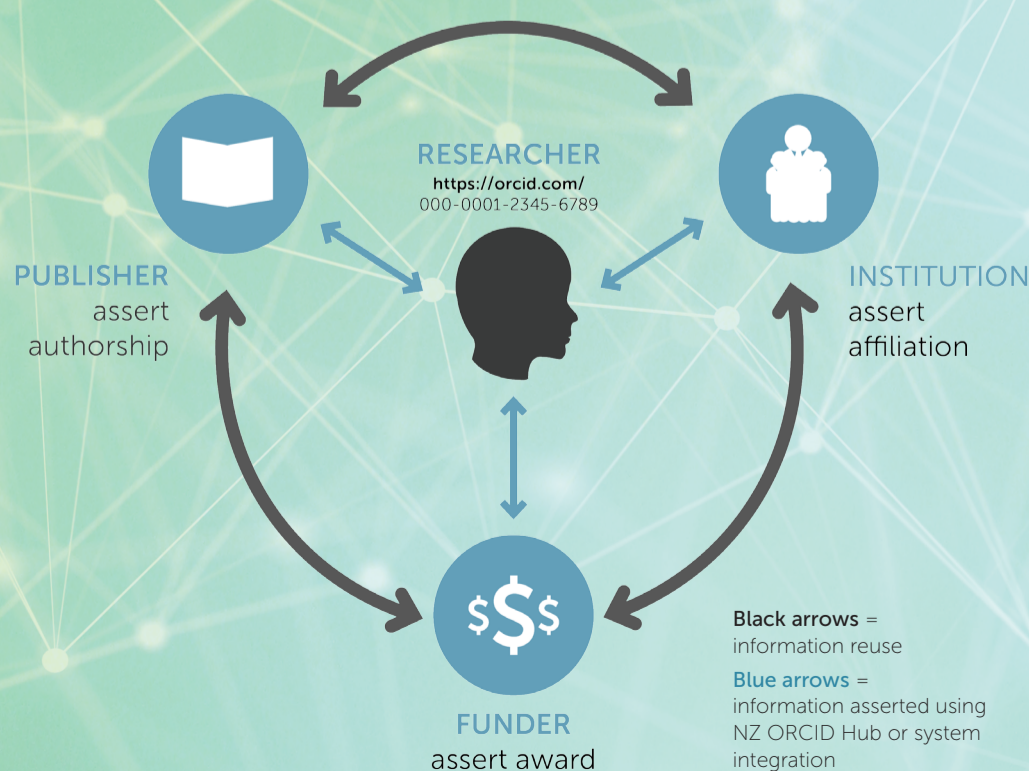 RESEARCHER
https://orcid.com/
000-0001-2345-6789
PUBLISHER
assert
authorship
INSTITUTION
assert
affiliation
$S$
FUNDER
assert award
Black arrows =
information reuse
Blue arrows =
information asserted using
NZ ORCID Hub or system
integration